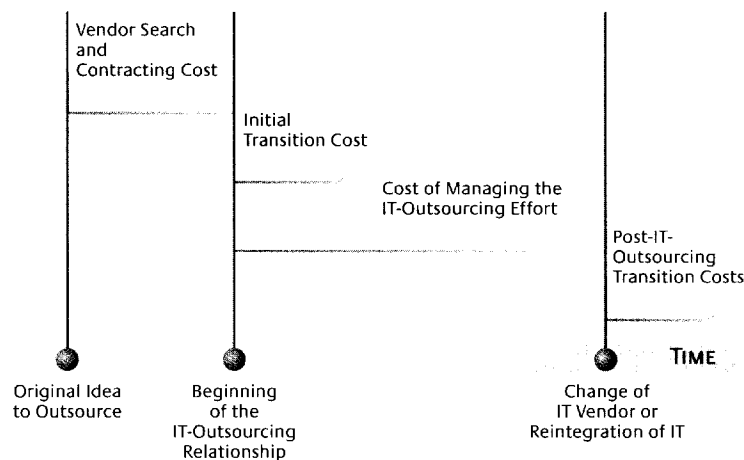 Vendor Search
and
Contracting Cost
Initial
Transition Cost
Cost of Managing the
IT-Outsourcing Effort
Post-IT-
Outsourcing
Transition Costs
TIME
Original Idea
to Outsource
Beginning
of the
IT-Outsourcing
Relationship
Change of
IT Vendor or
Reintegration of IT